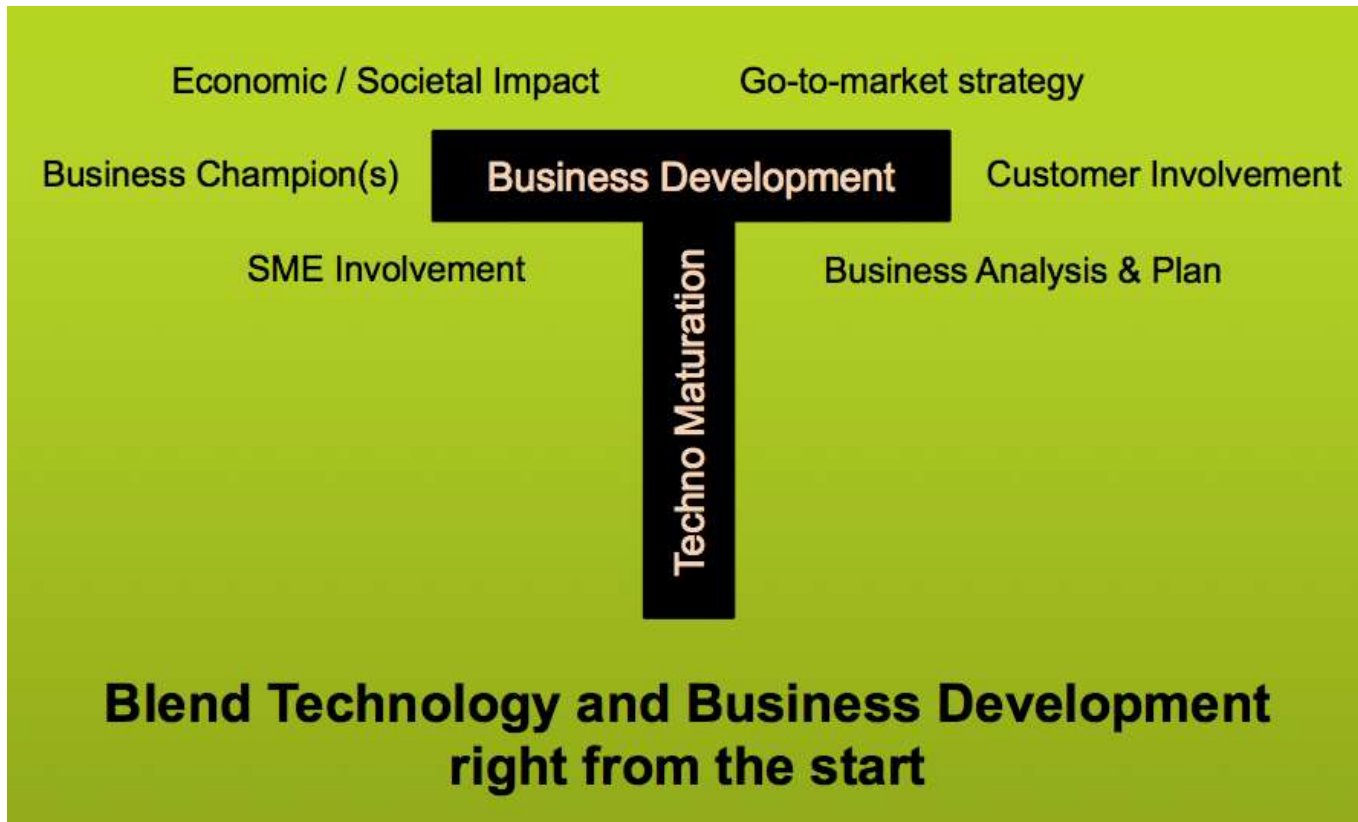 Economic / Societal Impact
Go-to-market strategy
Business Champion(s)
Business Development
Customer Involvement
SME Involvement
Business Analysis & Plan
Techno Maturation
Blend Technology and Business Development
right from the start